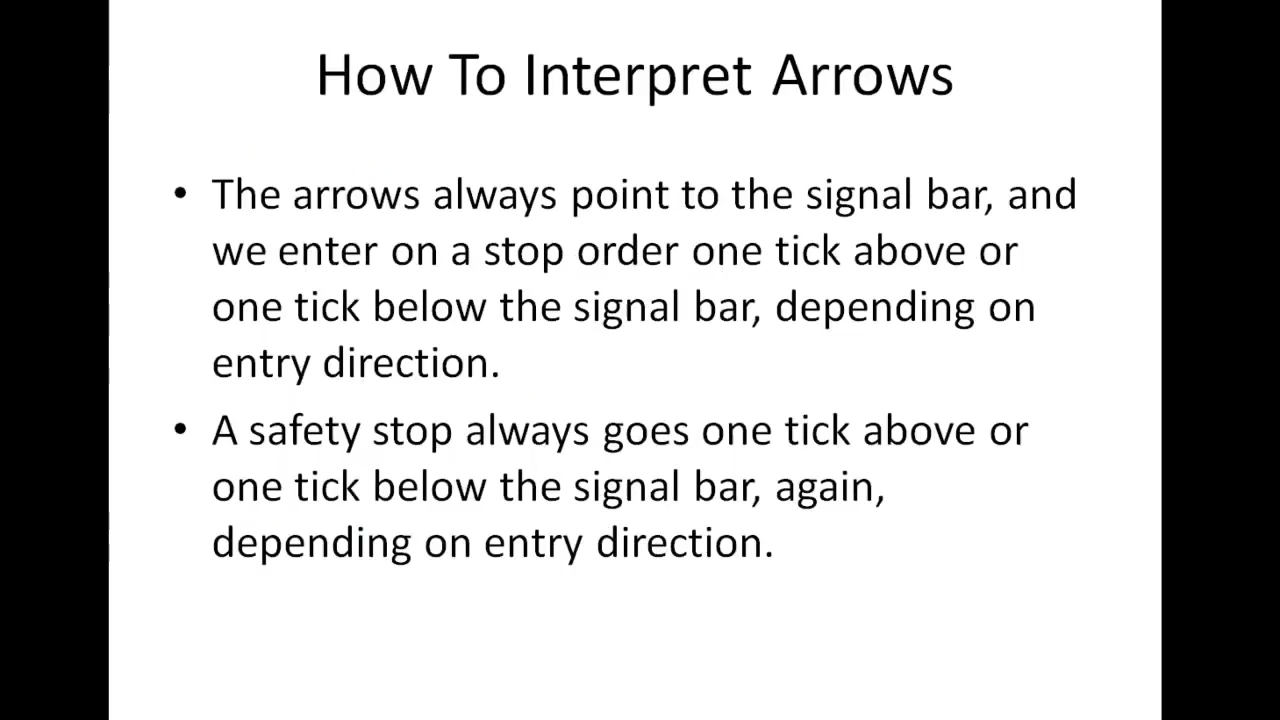 How To Interpret Arrows
• The arrows always point to the signal bar, and
we enter on a stop order one tick above or
one tick below the signal bar, depending on
entry direction.
• A safety stop always goes one tick above or
one tick below the signal bar, again,
depending on entry direction.